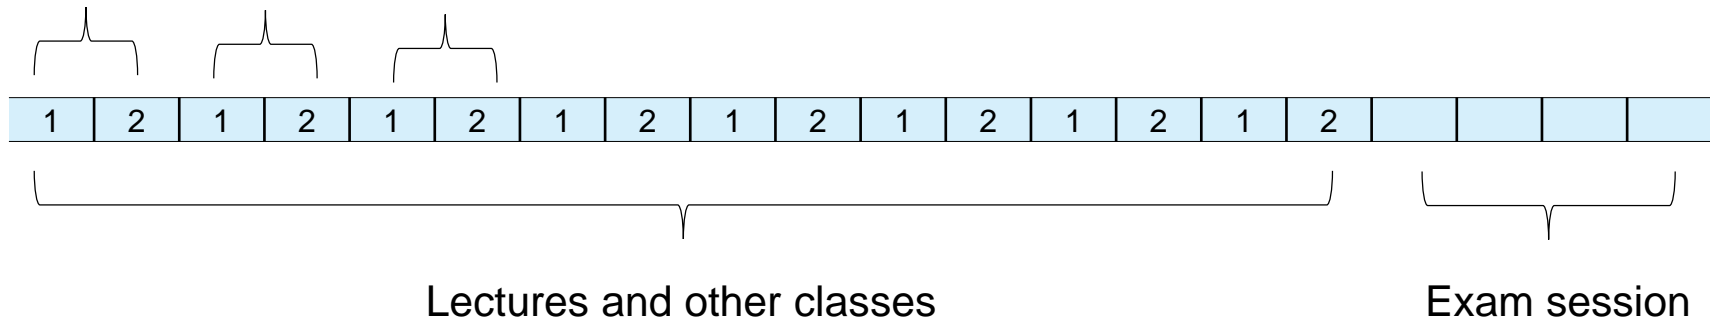 1 2 1 2 1 2 1 2 1 2 1 2 1 2 1 2
Lectures and other classes Exam session